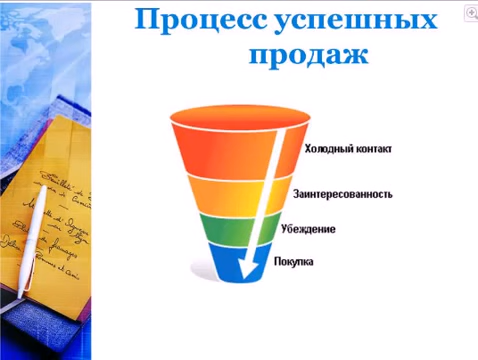 Процесс успешных
продаж
Холодный контакт
Заинтересованность
Убеждение
Покупка